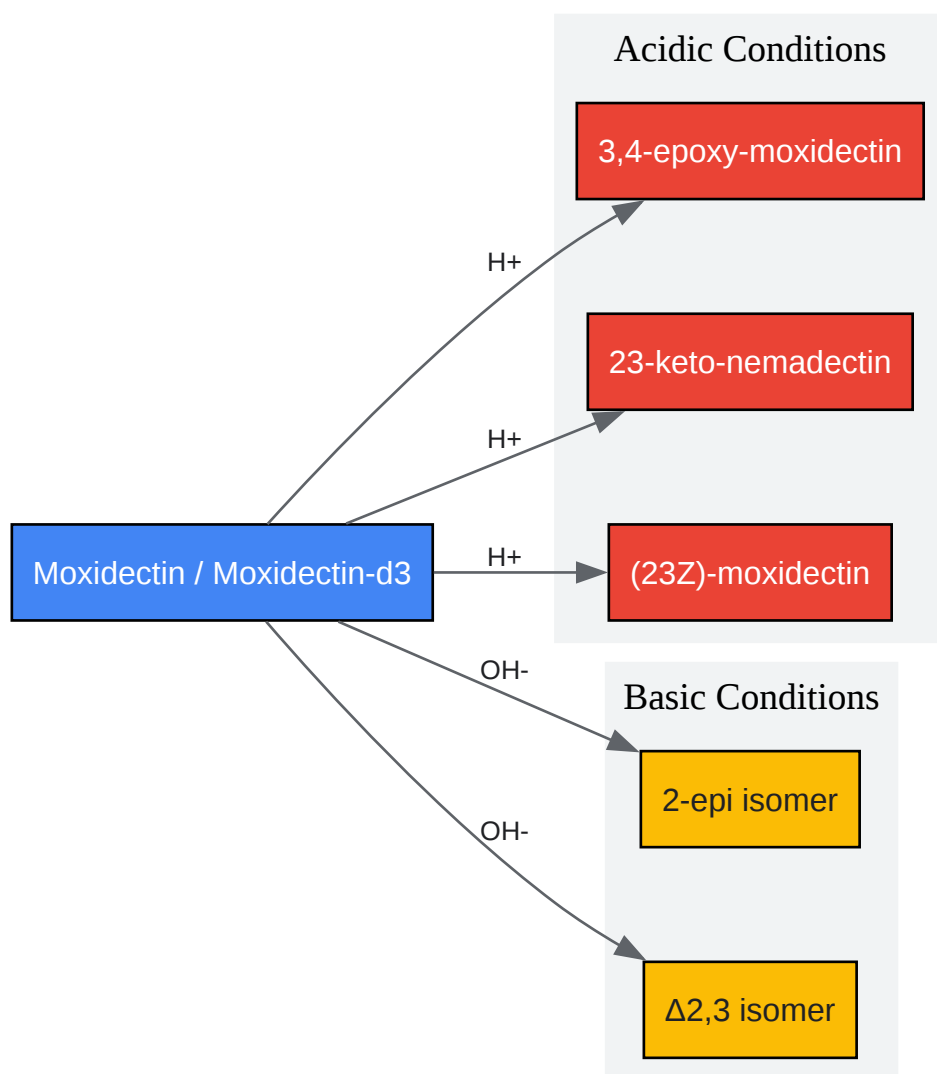 Acidic Conditions
3,4-epoxy-moxidectin
H+
23-keto-nemadectin
H+
Moxidectin / Moxidectin-d3
H+
(23Z)-moxidectin
OH-
Basic Conditions
2-epi isomer
OH-
Δ2,3 isomer